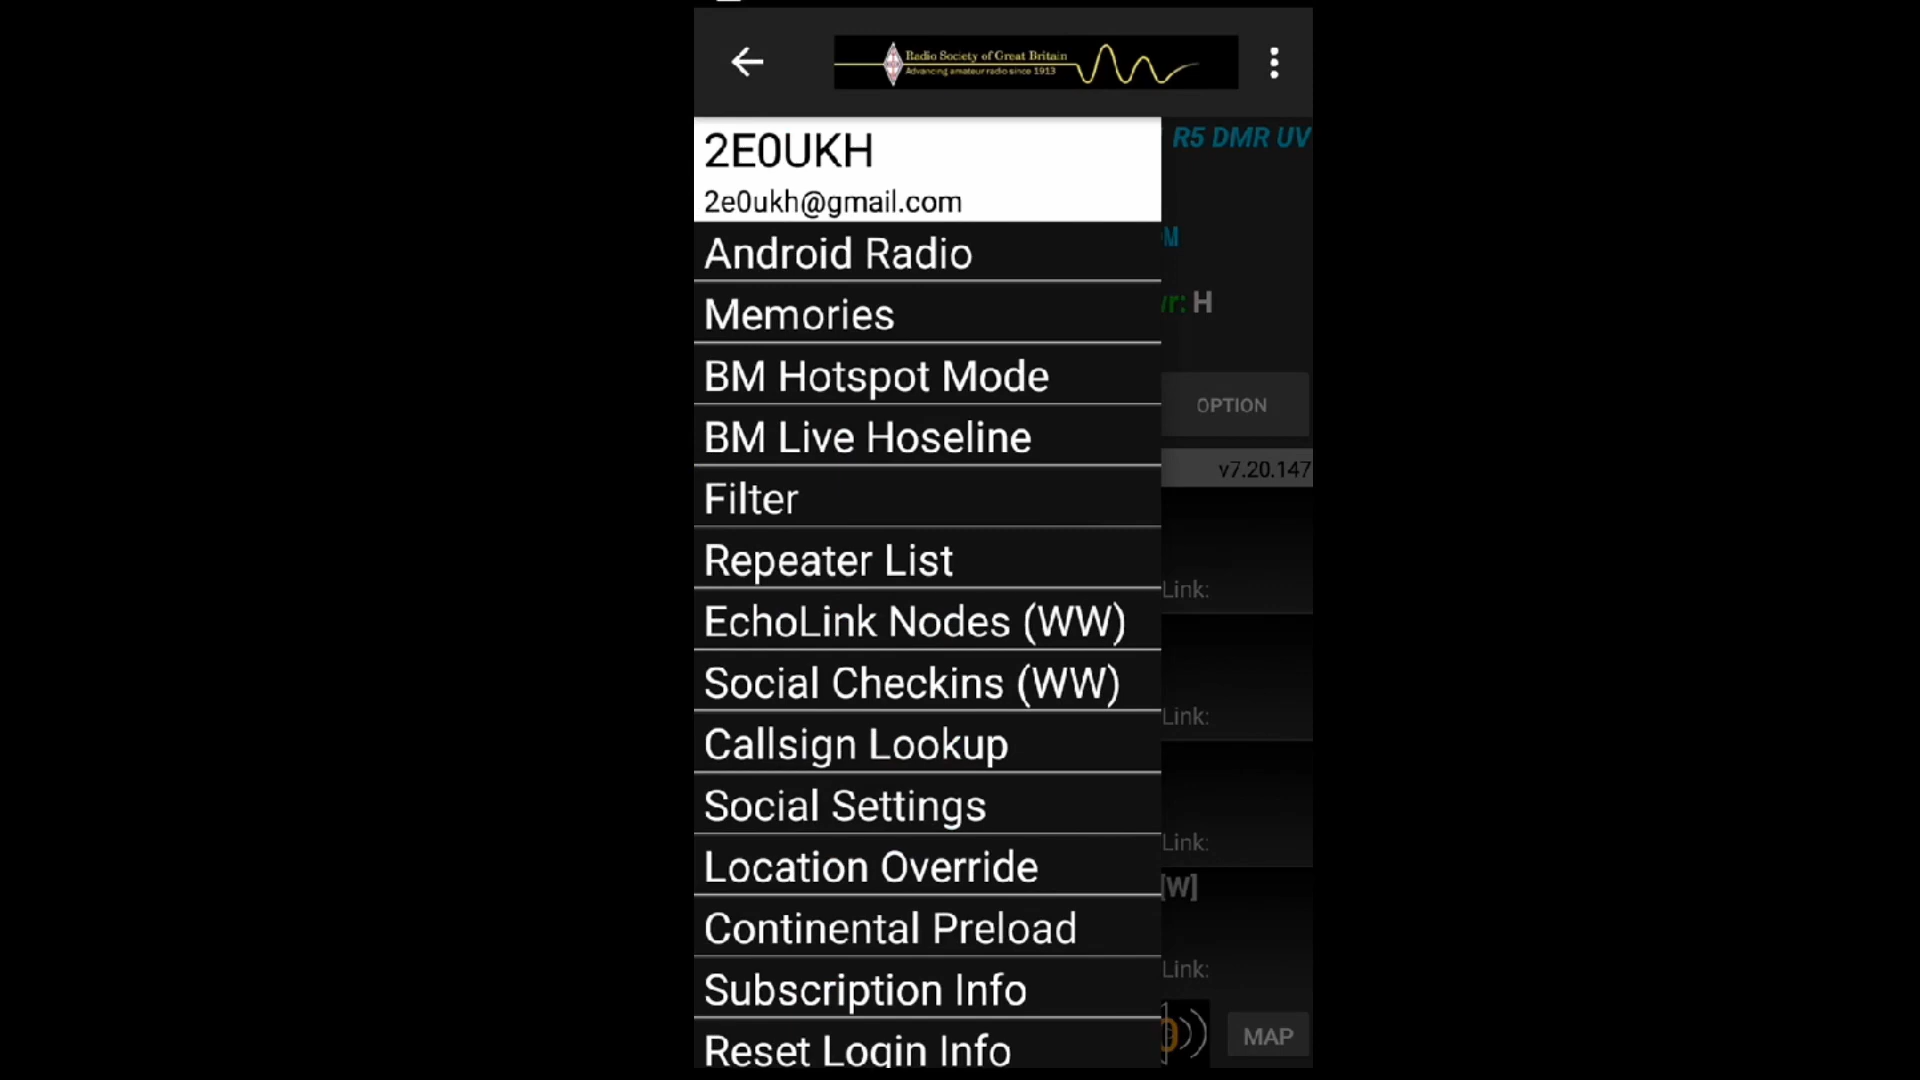 Radio Society of Great Britain
Advancing amateur radio since 1913
2E0UKH
R5 DMR UV
2e0ukh@gmail.com
Android Radio
Memories
H
BM Hotspot Mode
OPTION
BM Live Hoseline
v7.20.147
Filter
Repeater List
Link:
EchoLink Nodes (WW)
Social Checkins (WW)
Link:
Callsign Lookup
Social Settings
Link:
Location Override
[W]
Continental Preload
Link:
Subscription Info
MAP
Reset Login Info